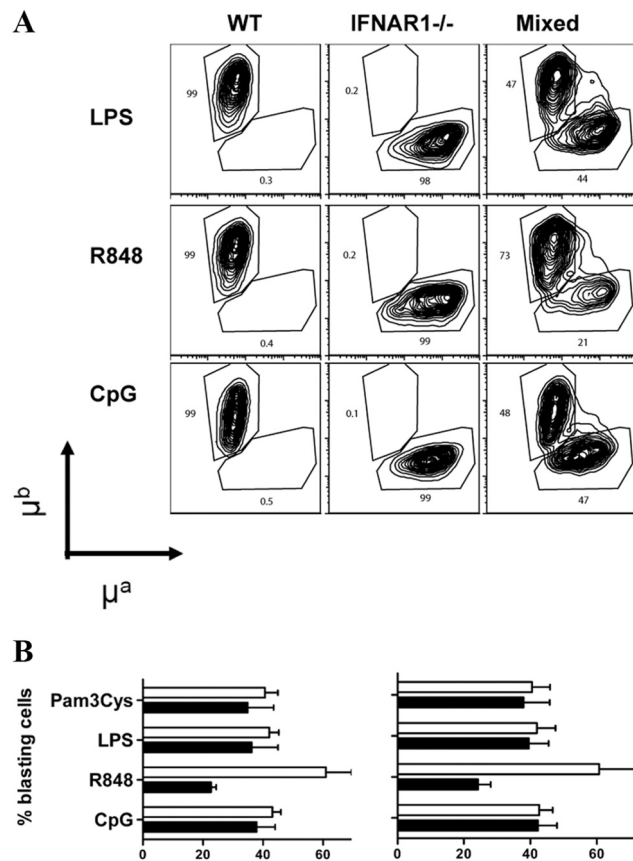 A
WT IFNAR1-/- Mixed
LPS
99
0.3
0.2
98
47
44
R848
99
0.4
0.2
99
73
21
CpG
99
0.5
0.1
99
48
47
μb
μa
B
% blasting cells
Pam3Cys
LPS
R848
CpG
0 20 40 60
0 20 40 60